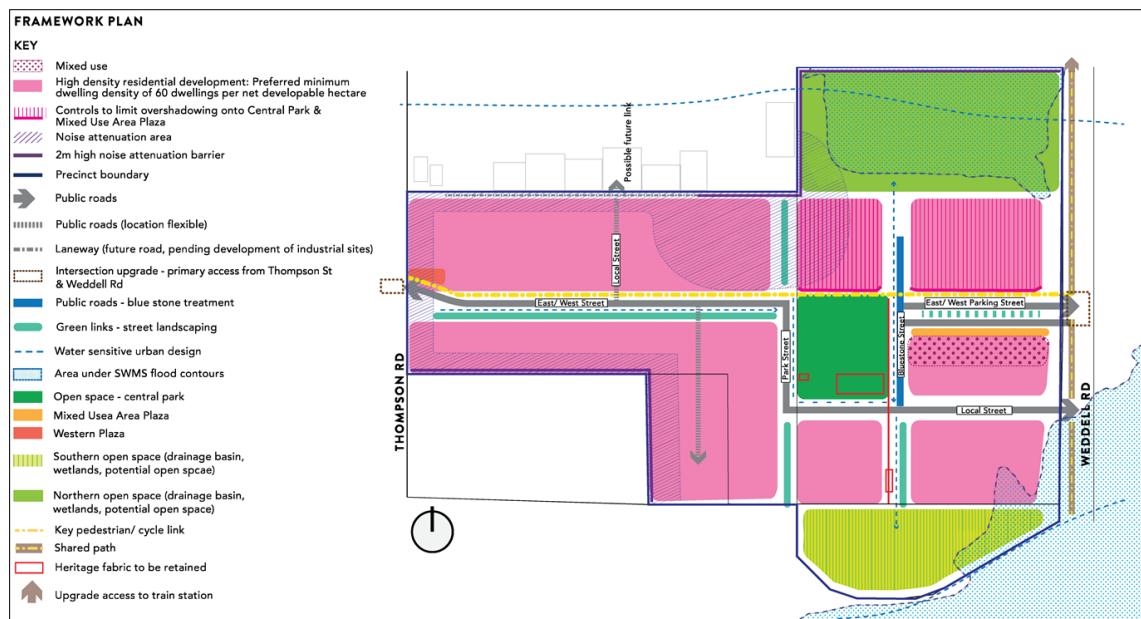 FRAMEWORK PLAN
KEY
Mixed use
High density residential development: Preferred minimum
dwelling density of 60 dwellings per net developable hectare
Controls to limit overshadowing onto Central Park &
Mixed Use Area Plaza
Noise attenuation area
2m high noise attenuation barrier
Precinct boundary
Public roads
Public roads (location flexible)
Laneway (future road, pending development of industrial sites)
Intersection upgrade - primary access from Thompson St
& Weddell Rd
Public roads - blue stone treatment
Green links - street landscaping
Water sensitive urban design
Area under SWMS flood contours
Open space - central park
Mixed Usea Area Plaza
Western Plaza
Southern open space (drainage basin,
wetlands, potential open spcae)
Northern open space (drainage basin,
wetlands, potential open space)
Key pedestrian/ cycle link
Shared path
Heritage fabric to be retained
Upgrade access to train station
THOMPSON RD
Possible future link
Local Street
East/ West Street
Park Street
Bluestone Street
East/ West Parking Street
Local Street
WEDDELL RD